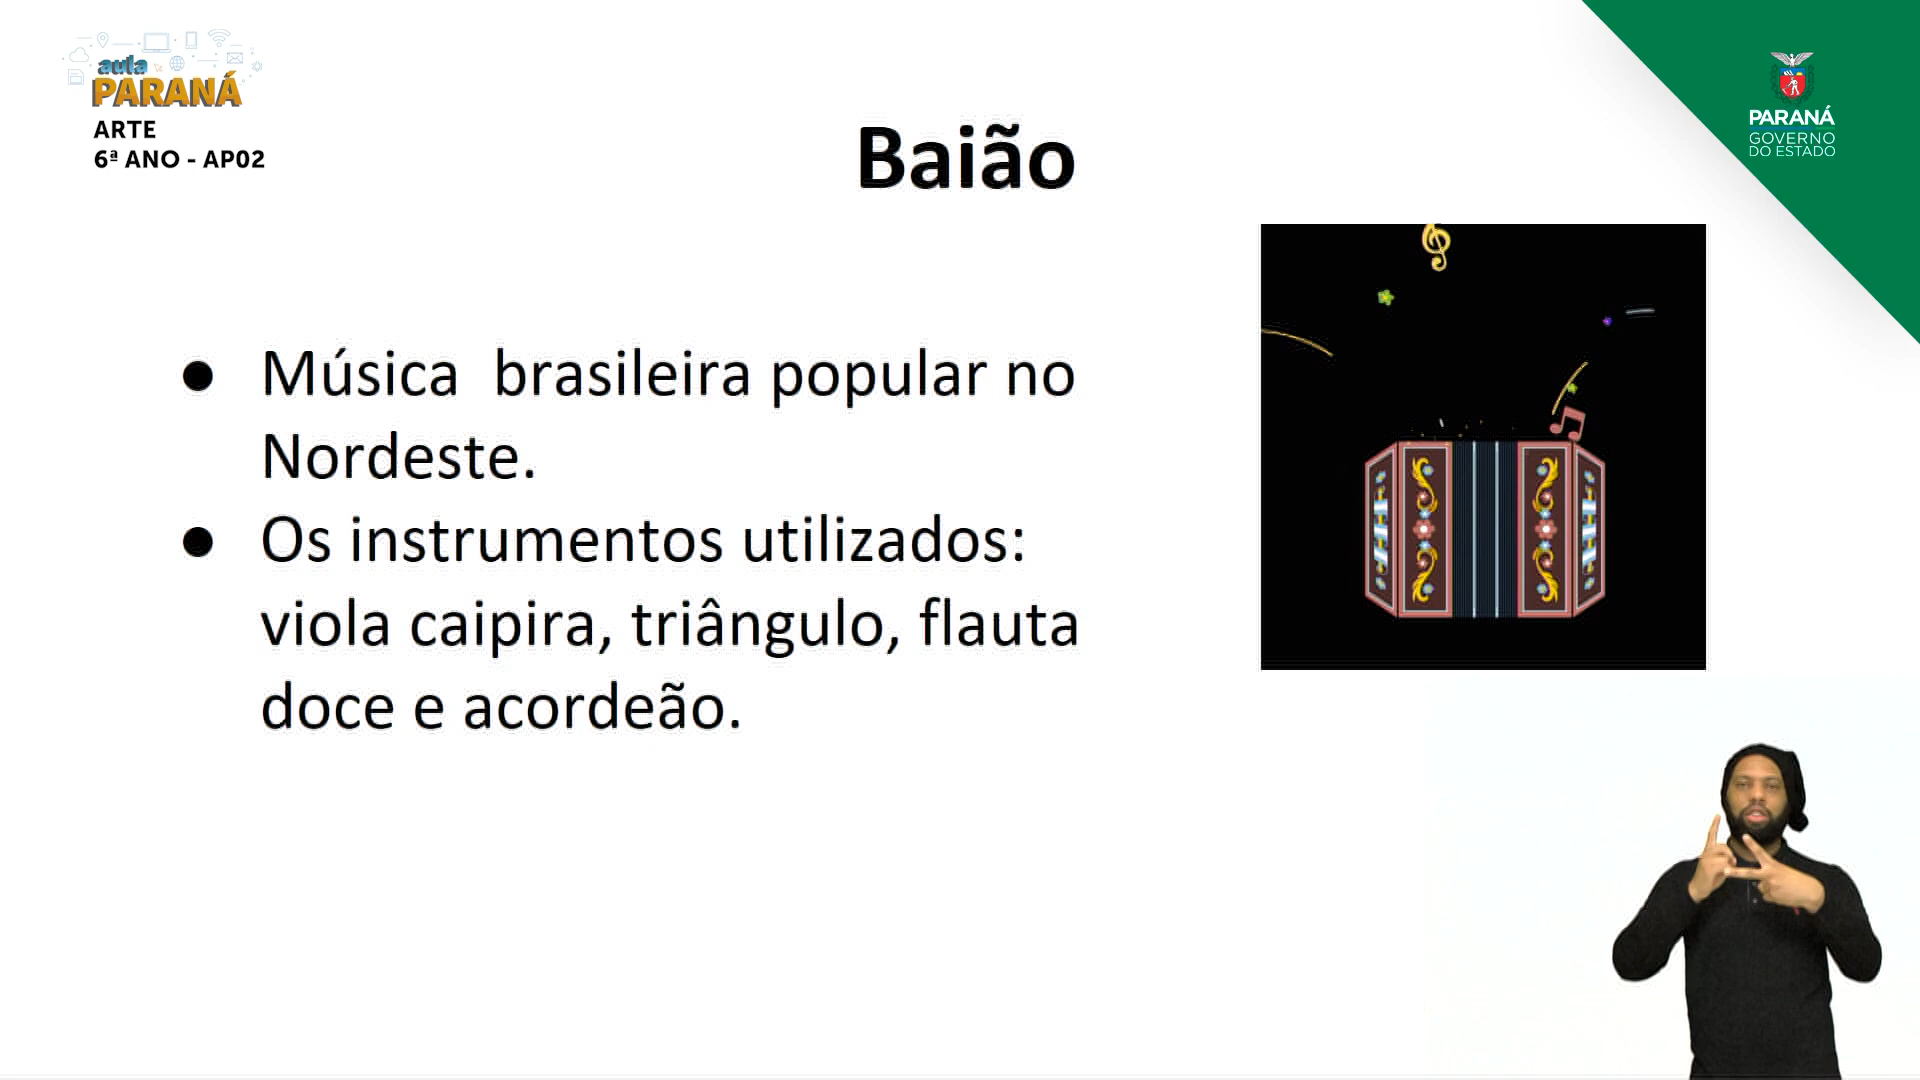 aula
PARANÁ
ARTE
6ª ANO - AP02
PARANÁ
GOVERNO
DO ESTADO
Baião
● Música  brasileira popular no
Nordeste.
● Os instrumentos utilizados:
viola caipira, triângulo, flauta
doce e acordeão.